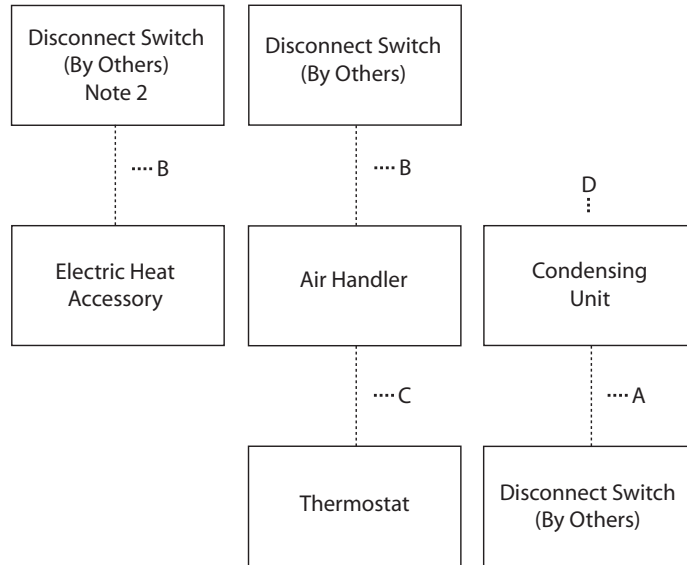 Disconnect Switch
(By Others)
Note 2
Disconnect Switch
(By Others)
B
B
D
Electric Heat
Accessory
Air Handler
Condensing
Unit
C
A
Thermostat
Disconnect Switch
(By Others)